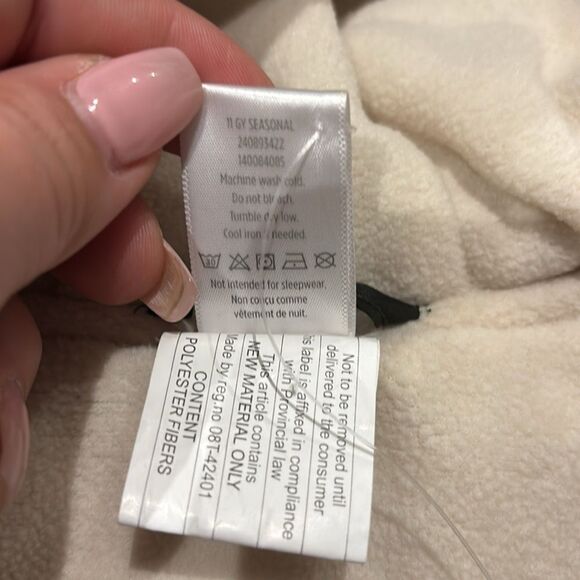 11 GY SEASONAL
240893422
140084085
Machine wash cold.
Do not bleach.
Tumble dry low.
Cool iron if needed.
Not intended for sleepwear.
Non conçu comme
vêtement de nuit.
Not to be removed until
delivered to the consumer
This label is affixed in compliance
with Provincial law
This article contains
NEW MATERIAL ONLY
Made by reg.no 08T-42401
CONTENT
POLYESTER FIBERS